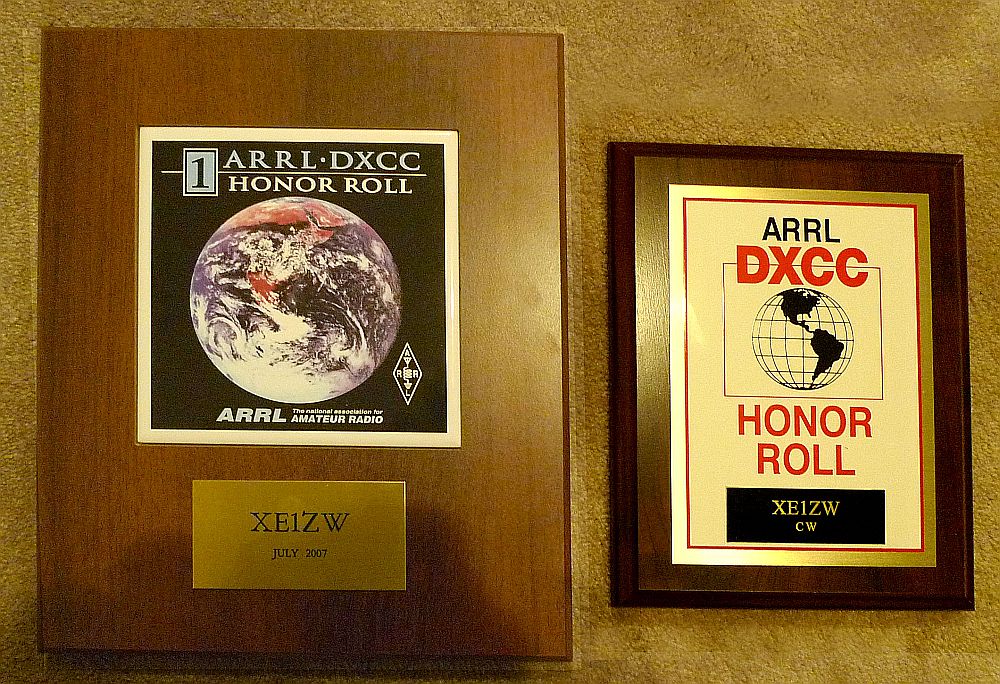 1
ARRL·DXCC
HONOR ROLL
A
R R
L
ARRL The national association for
AMATEUR RADIO
XE1ZW
JULY 2007
ARRL
DXCC
HONOR
ROLL
XE1ZW
CW